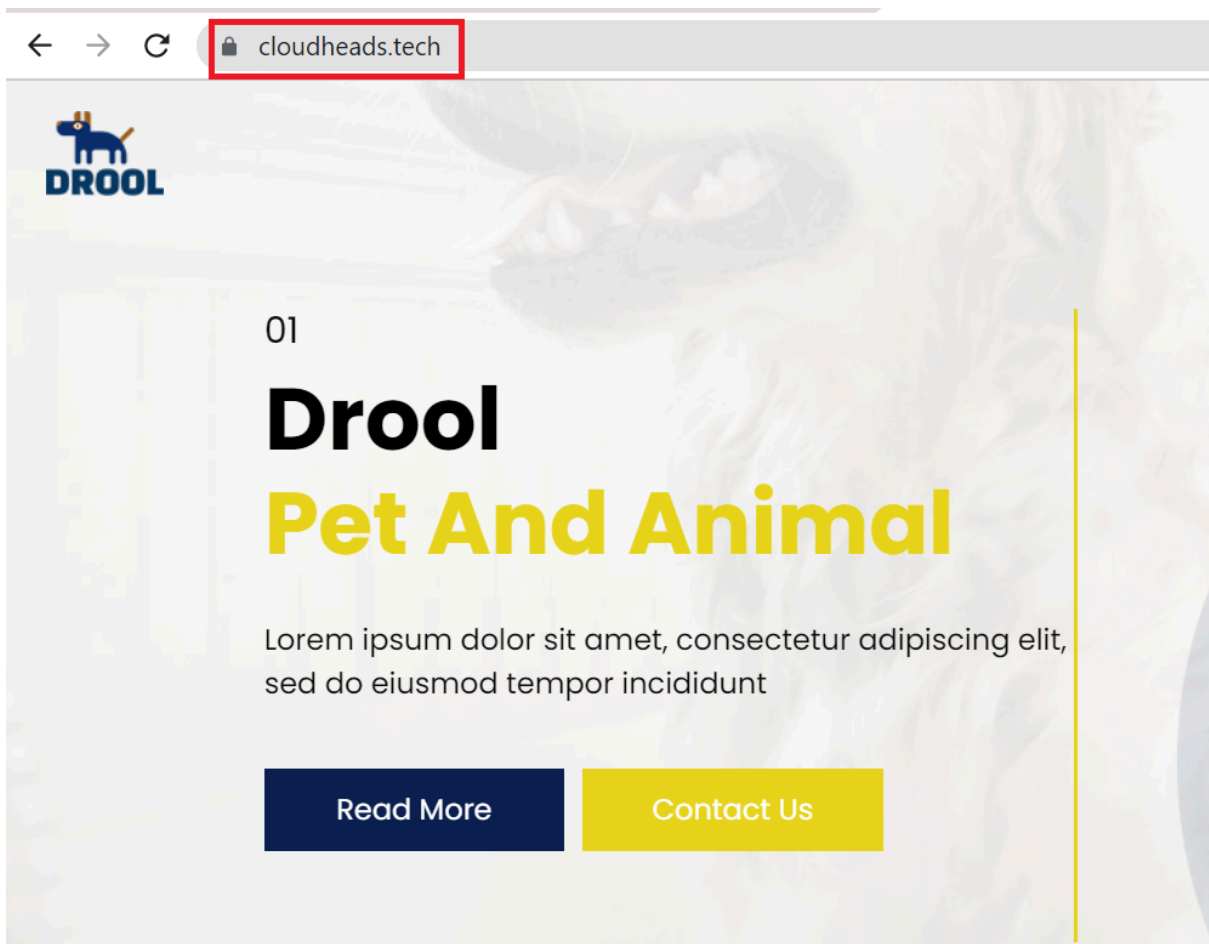 cloudheads.tech
DROOL
01
Drool
Pet And Animal
Lorem ipsum dolor sit amet, consectetur adipiscing elit,
sed do eiusmod tempor incididunt
Read More
Contact Us